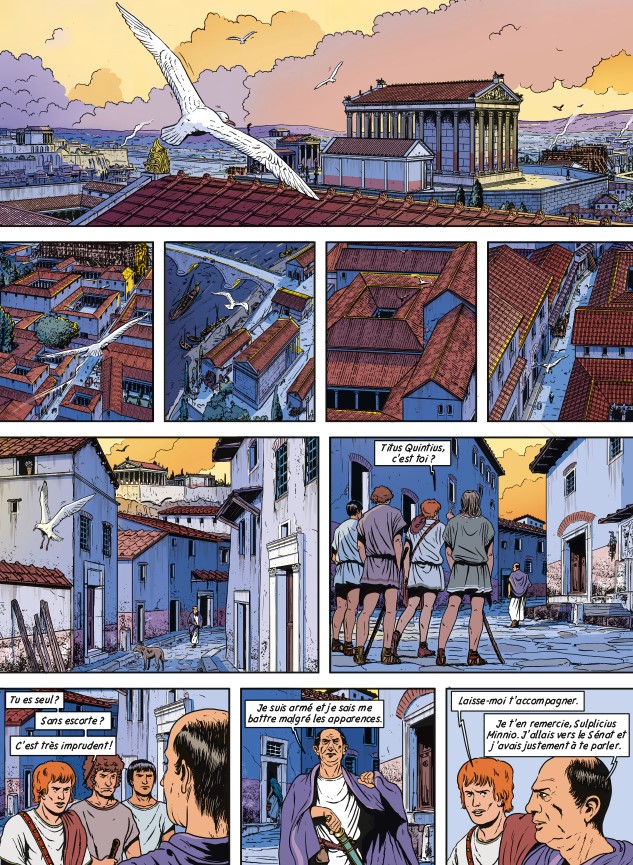 Titus Quintius,
c'est toi ?
Tu es seul ?
Sans escorte ?
C'est très imprudent !
Je suis armé et je sais me
battre malgré les apparences.
Laisse-moi t'accompagner.
Je t'en remercie, Sulplicius
Minnio. J'allais vers le Sénat et
j'avais justement à te parler.